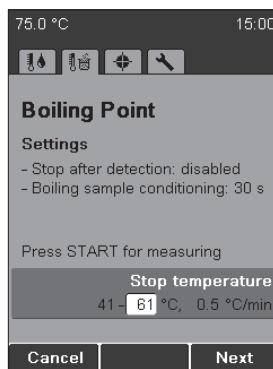 75.0 °C 15:00
Boiling Point
Settings
- Stop after detection: disabled
- Boiling sample conditioning: 30 s
Press START for measuring
Stop temperature
41 – 61 °C, 0.5 °C/min
Cancel Next